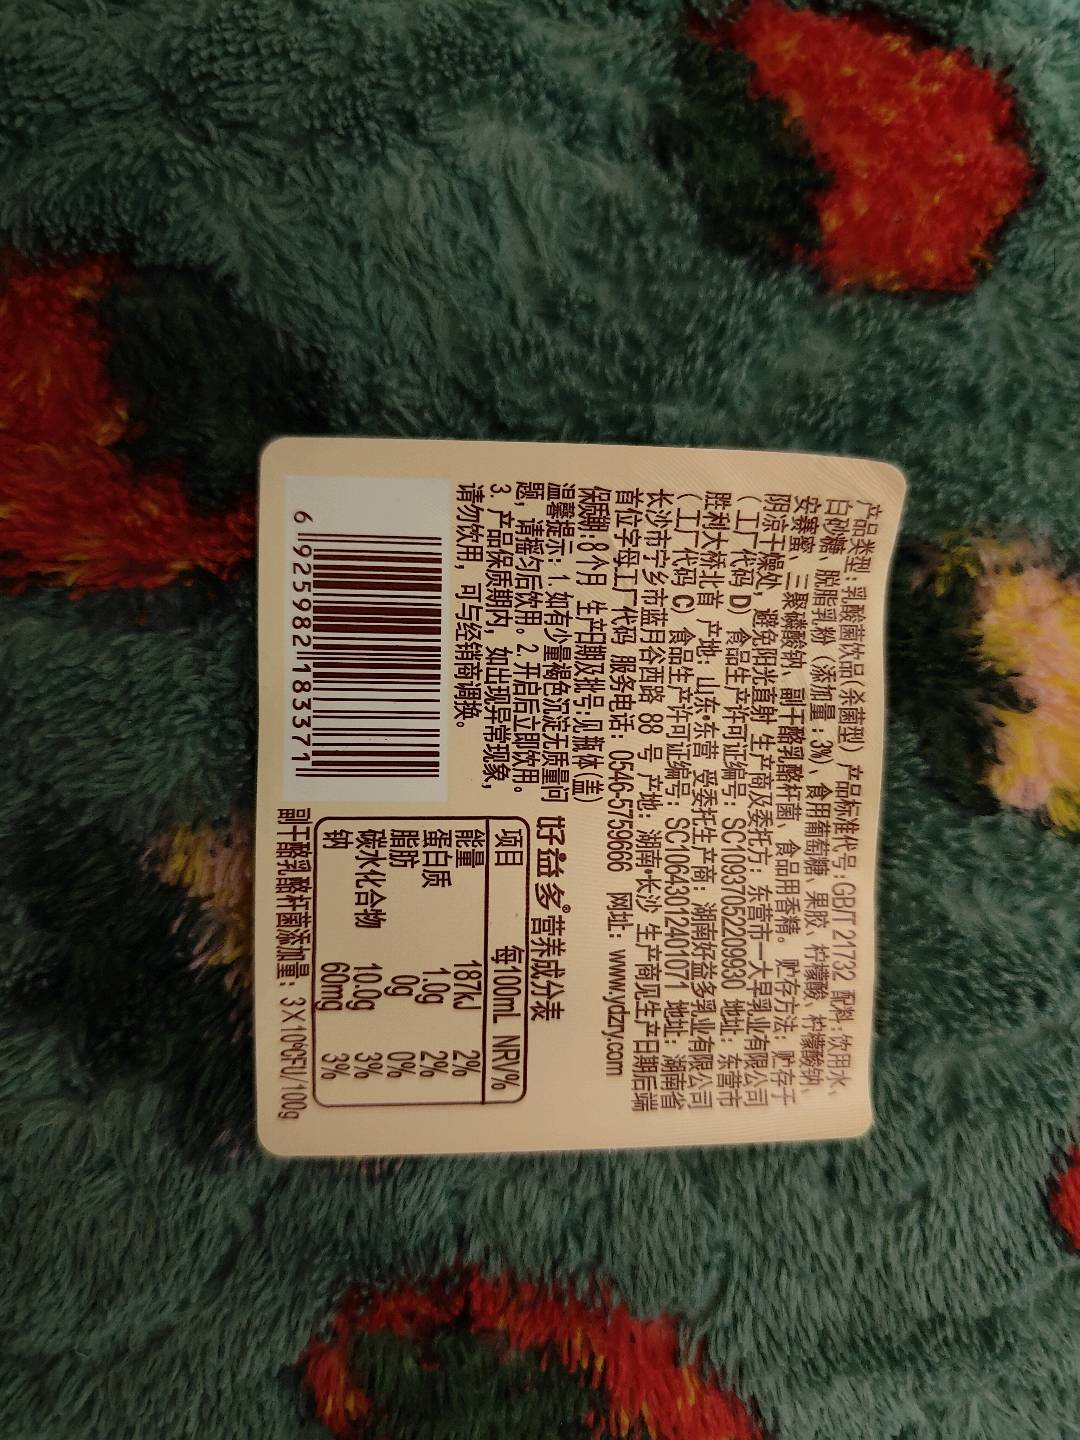 产品类型：乳酸菌饮品(杀菌型) 产品标准代号：GB/T 21732 配料：饮用水、
白砂糖、脱脂乳粉（添加量：3%）、食用葡萄糖、果胶、柠檬酸、柠檬酸钠、
安赛蜜、三聚磷酸钠、副干酪乳酪杆菌、食品用香精。贮存方法：贮存于
阴凉干燥处，避免阳光直射 生产商及委托方：东营市一大早乳业有限公司
（工厂代码 D）食品生产许可证编号：SC10937052209930 地址：东营市
胜利大桥北首 产地：山东•东营 受委托生产商：湖南好益多乳业有限公司
（工厂代码 C）食品生产许可证编号：SC10643012401071 地址：湖南省
长沙市宁乡市蓝月谷西路 88 号 产地：湖南•长沙 生产商见生产日期后端
首位字母工厂代码 服务电话：0546-5759666 网址：www.ydzry.com
保质期：8个月 生产日期及批号：见瓶体(盖)
温馨提示：1. 如有少量褐色沉淀无质量问
题，请摇匀后饮用。2. 开启后立即饮用。
3. 产品保质期内，如出现异常现象，
请勿饮用，可与经销商调换。
6 925982 183371
好益多®营养成分表
项目 每100mL NRV%
能量 187kJ 2%
蛋白质 1.0g 2%
脂肪 0g 0%
碳水化合物 10.0g 3%
钠 60mg 3%
副干酪乳酪杆菌添加量：3X10⁸CFU/100g